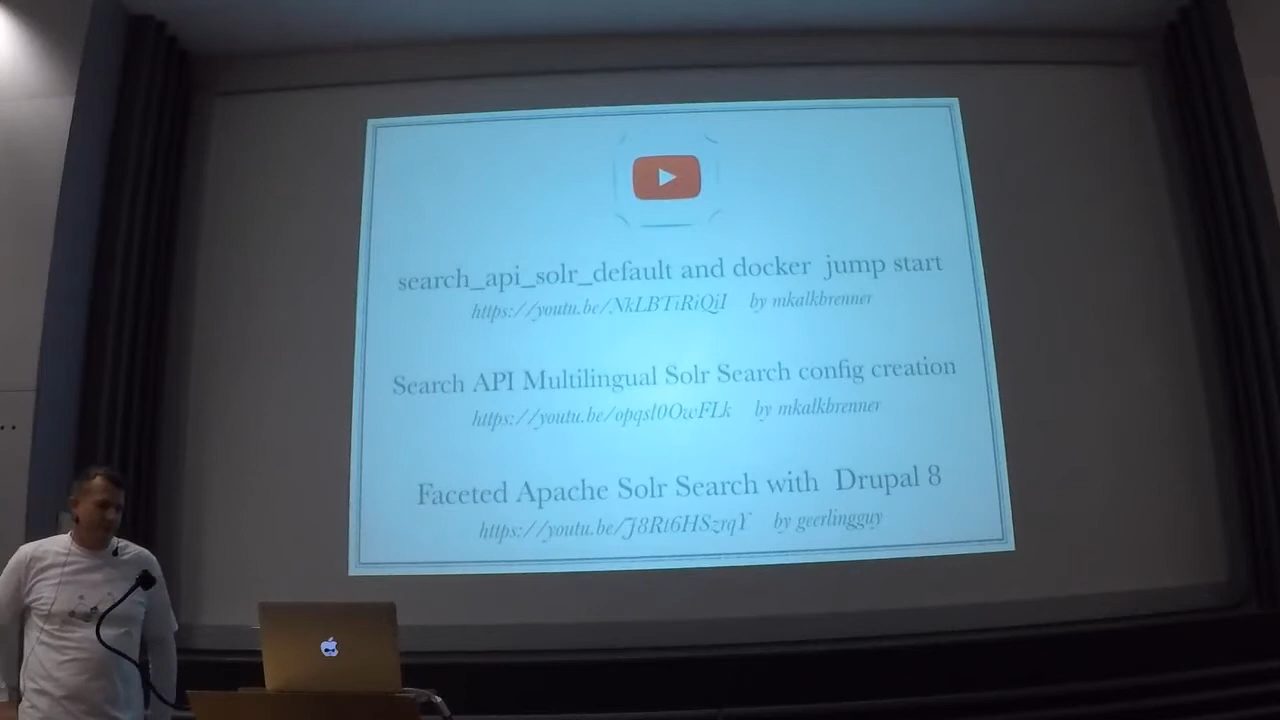 search_api_solr_default and docker jump start
https://youtu.be/NkLBTiRiQiI by mkalkbrenner
Search API Multilingual Solr Search config creation
https://youtu.be/opqsl0OwFLk by mkalkbrenner
Faceted Apache Solr Search with Drupal 8
https://youtu.be/J8Rt6HSzrqY by geerlingguy